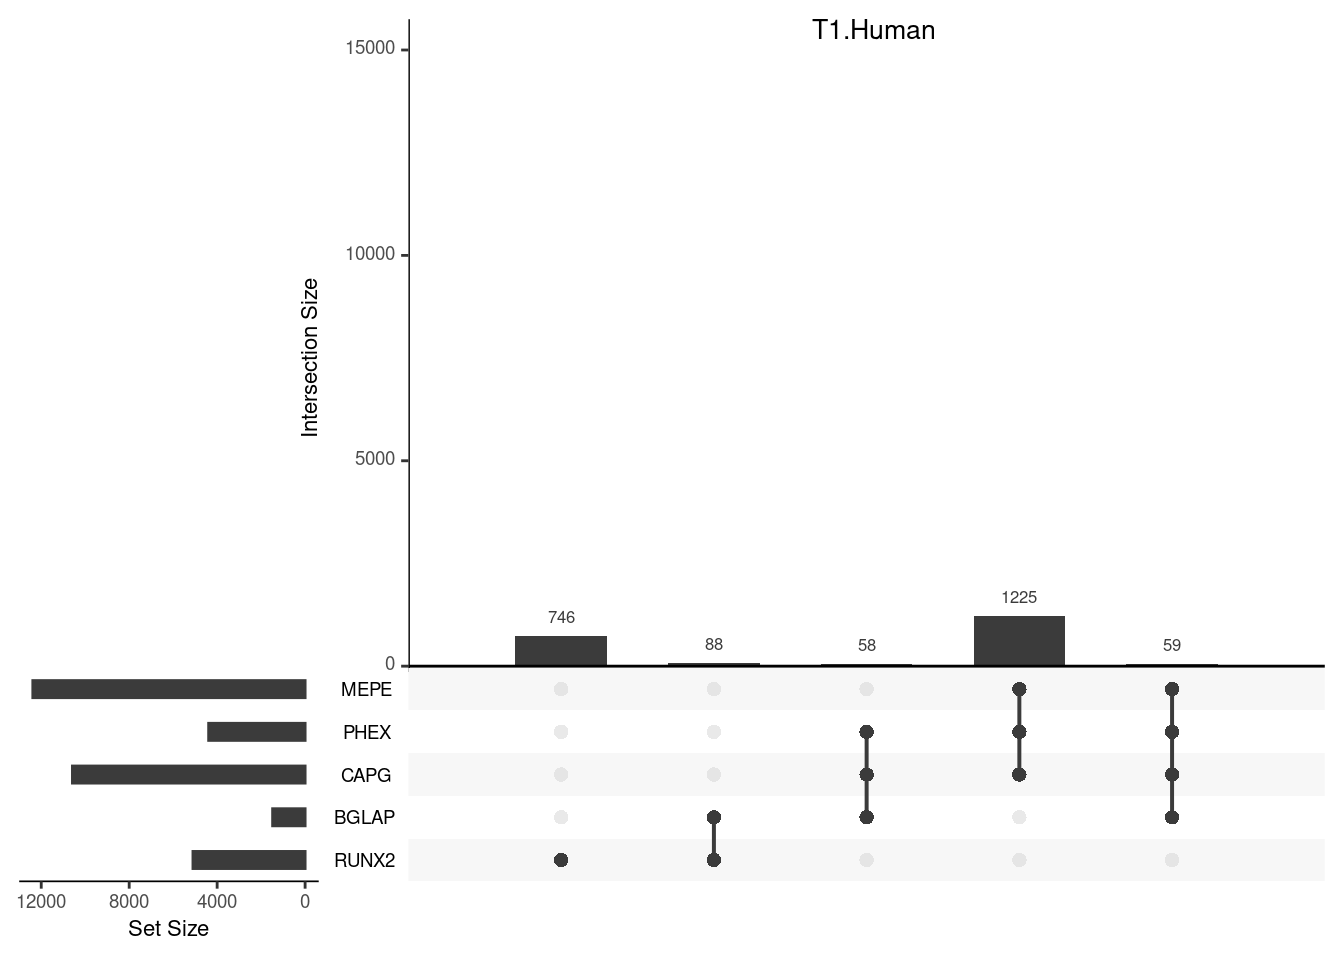 T1.Human
15000
10000
5000
0
Intersection Size
746
88
58
1225
59
MEPE
PHEX
CAPG
BGLAP
RUNX2
12000 8000 4000 0
Set Size